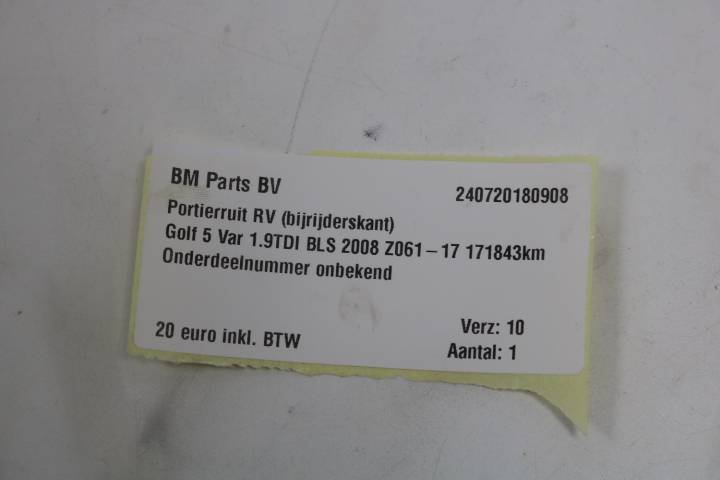 BM Parts BV 240720180908
Portierruit RV (bijrijderskant)
Golf 5 Var 1.9TDI BLS 2008 Z061-17 171843km
Onderdeelnummer onbekend
20 euro inkl. BTW Verz: 10
Aantal: 1